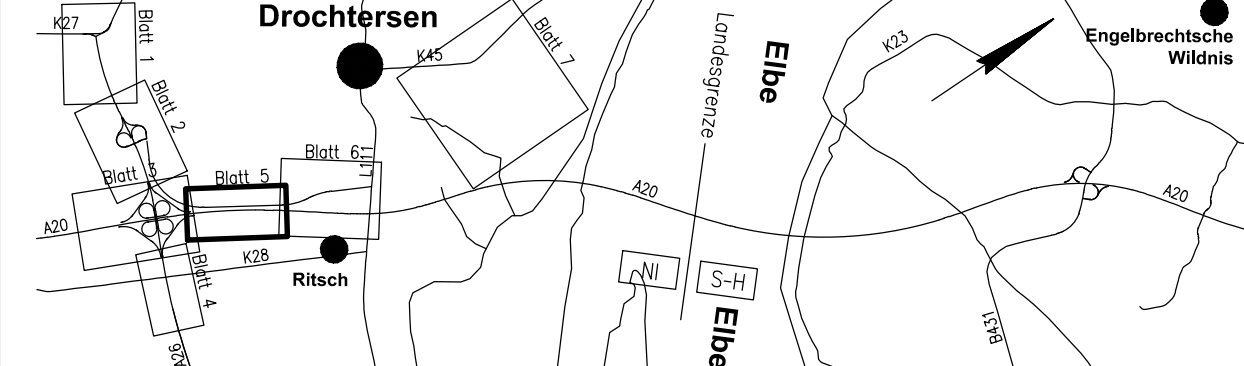 K27
Blatt 1
Drochtersen
K45
Blatt 7
Landesgrenze
Elbe
K23
Engelbrechtsche
Wildnis
Blatt 2
Blatt 3
Blatt 5
Blatt 6
L111
A20
A20
A20
K28
Ritsch
Blatt 4
NI
S-H
Elbe
B431
A26